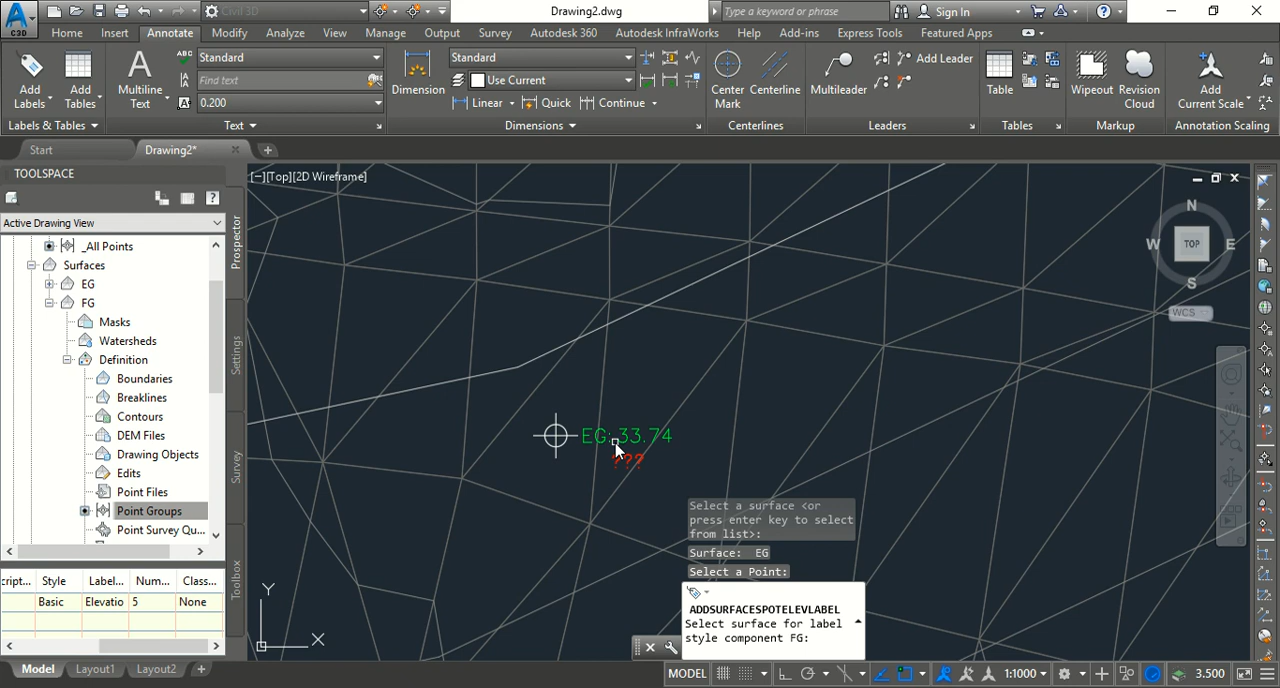 Civil 3D
Drawing2.dwg
Type a keyword or phrase
Sign In
C3D
Home Insert Annotate Modify Analyze View Manage Output Survey Autodesk 360 Autodesk InfraWorks Help Add-ins Express Tools Featured Apps
Add Labels
Add Tables
Labels & Tables
ABC
Multiline Text
Standard
Find text
0.200
Text
Dimension
Standard
Use Current
Linear Quick Continue
Dimensions
Center Mark
Centerline
Centerlines
Multileader
Add Leader
Leaders
Table
Tables
Wipeout
Revision Cloud
Markup
Add Current Scale
Annotation Scaling
Start
Drawing2*
TOOLSPACE
Active Drawing View
_All Points
Surfaces
EG
FG
Masks
Watersheds
Definition
Boundaries
Breaklines
Contours
DEM Files
Drawing Objects
Edits
Point Files
Point Groups
Point Survey Qu...
Prospector
Settings
Survey
Toolbox
cript... Style Label... Num... Class...
Basic Elevatio 5 None
[−][Top][2D Wireframe]
N
W TOP E
S
WCS
EG:33.74
???
Select a surface <or
press enter key to select
from list>:
Surface: EG
Select a Point:
ADDSURFACESPOTELEVLABEL
Select surface for label
style component FG:
Y
X
Model Layout1 Layout2
MODEL 1:1000 3.500